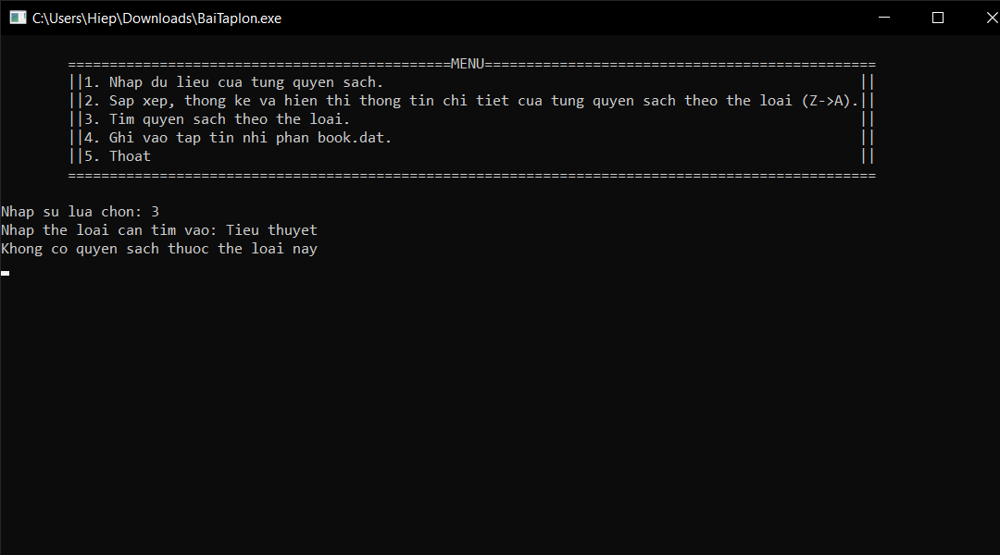 C:\Users\Hiep\Downloads\BaiTaplon.exe
==============================================MENU===============================================
||1. Nhap du lieu cua tung quyen sach.                                                         ||
||2. Sap xep, thong ke va hien thi thong tin chi tiet cua tung quyen sach theo the loai (Z->A).||
||3. Tim quyen sach theo the loai.                                                             ||
||4. Ghi vao tap tin nhi phan book.dat.                                                        ||
||5. Thoat                                                                                     ||
=================================================================================================
Nhap su lua chon: 3
Nhap the loai can tim vao: Tieu thuyet
Khong co quyen sach thuoc the loai nay